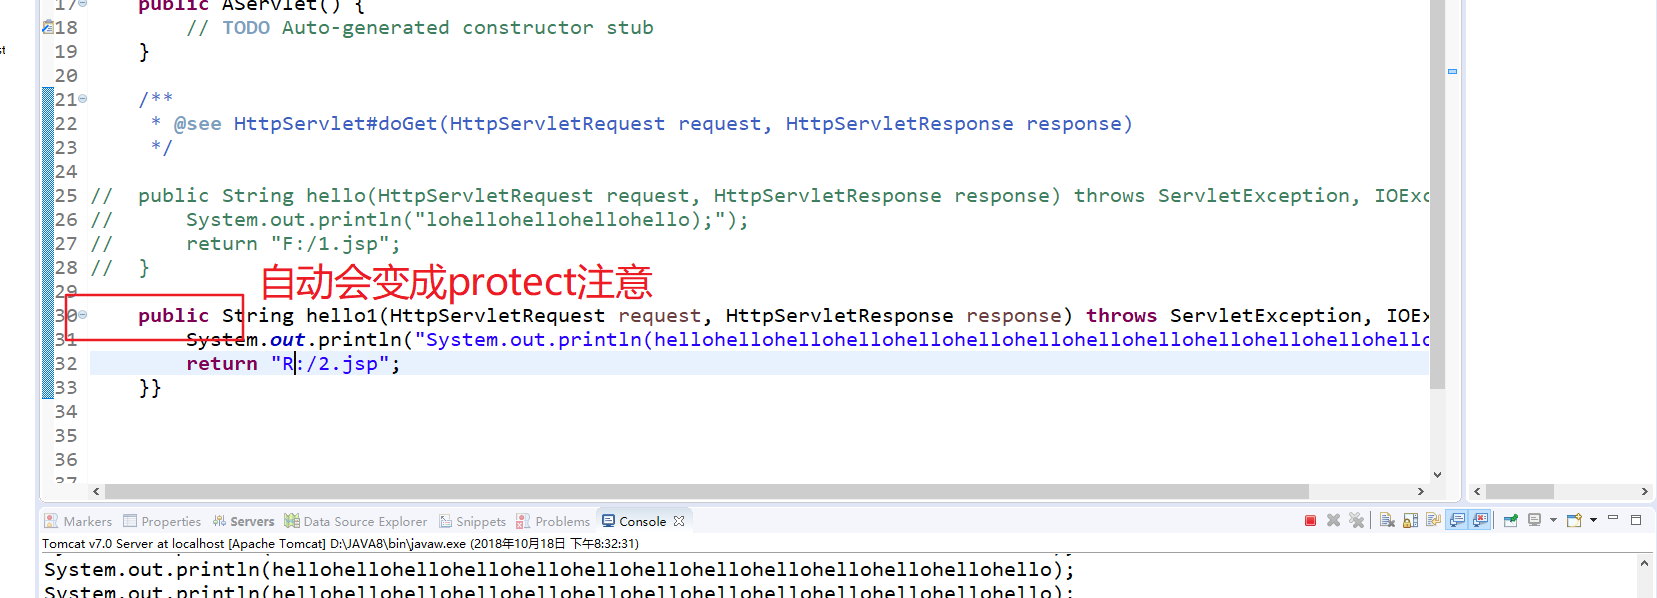 17 public AServlet() {
18 // TODO Auto-generated constructor stub
19 }
20
21 /**
22 * @see HttpServlet#doGet(HttpServletRequest request, HttpServletResponse response)
23 */
24
25 // public String hello(HttpServletRequest request, HttpServletResponse response) throws ServletException, IOExc
26 // System.out.println("lohellohellohellohello);");
27 // return "F:/1.jsp";
28 // }
自动会变成protect注意
29
30 public String hello1(HttpServletRequest request, HttpServletResponse response) throws ServletException, IOEx
31 System.out.println("System.out.println(hellohellohellohellohellohellohellohellohellohellohellohellohello
32 return "R:/2.jsp";
33 }}
34
35
36
37
Markers Properties Servers Data Source Explorer Snippets Problems Console
Tomcat v7.0 Server at localhost [Apache Tomcat] D:\JAVA8\bin\javaw.exe (2018年10月18日 下午8:32:31)
System.out.println(hellohellohellohellohellohellohellohellohellohellohellohellohello);
System.out.println(hellohellohellohellohellohellohellohellohellohellohellohellohello);